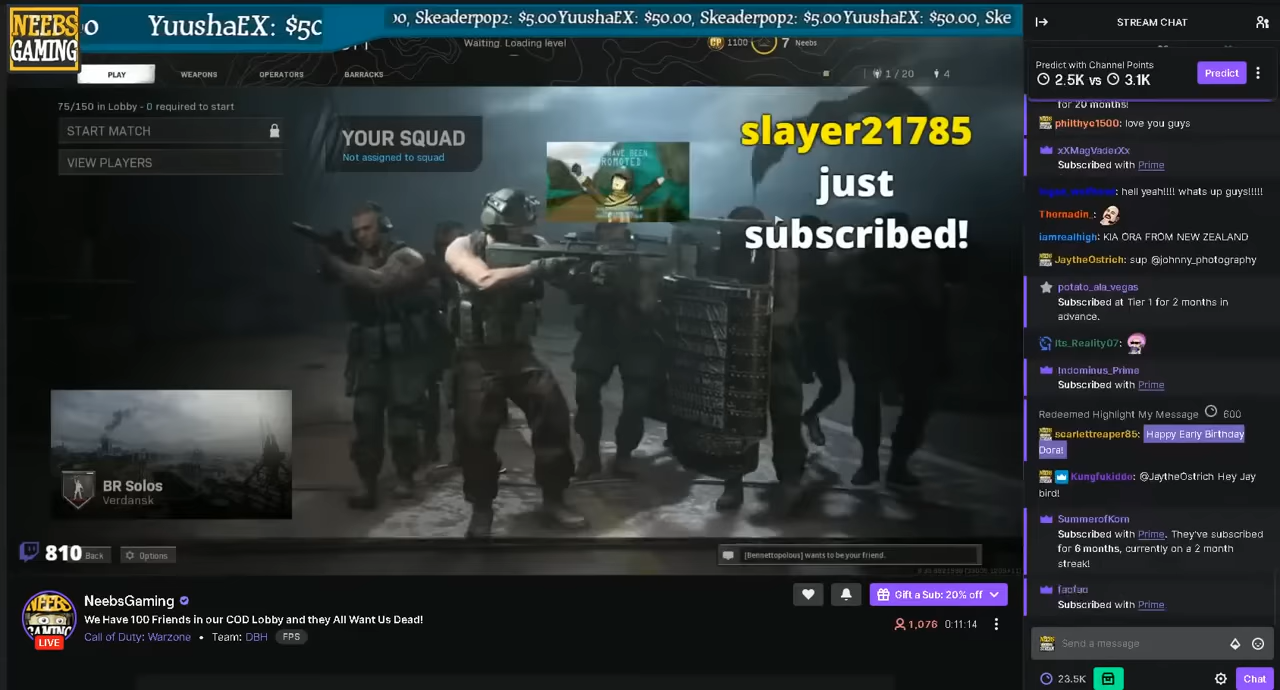 NEEBS
GAMING
YuushaEX: $5
Skeaderpop2: $5.00 YuushaEX: $50.00, Skeaderpop2: $5.00 YuushaEX: $50.00, Ske
Waiting. Loading level
1100
7 Neebs
PLAY
WEAPONS
OPERATORS
BARRACKS
1 / 20
4
75/150 in Lobby - 0 required to start
START MATCH
VIEW PLAYERS
YOUR SQUAD
Not assigned to squad
HAVE BEEN
PROMOTED
slayer21785
just
subscribed!
BR Solos
Verdansk
810
Back
Options
[Bennettopolous] wants to be your friend.
NeebsGaming
We Have 100 Friends in our COD Lobby and they All Want Us Dead!
Call of Duty: Warzone • Team: DBH FPS
LIVE
Gift a Sub: 20% off
1,076 0:11:14
STREAM CHAT
Predict with Channel Points
2.5K vs 3.1K
Predict
for 20 months!
philthye1500: love you guys
xXMagVaderXx
Subscribed with Prime
hell yeah!!!! whats up guys!!!!!
Thornadin_:
iamrealhigh: KIA ORA FROM NEW ZEALAND
JaytheOstrich: sup @johnny_photography
potato_ala_vegas
Subscribed at Tier 1 for 2 months in
advance.
Its_Reality07:
Indominus_Prime
Subscribed with Prime
Redeemed Highlight My Message 600
scarlettreaper85: Happy Early Birthday
Dora!
Kungfukiddo: @JaytheOstrich Hey Jay
bird!
SummerofKorn
Subscribed with Prime. They've subscribed
for 6 months, currently on a 2 month
streak!
Subscribed with Prime
Send a message
23.5K
Chat